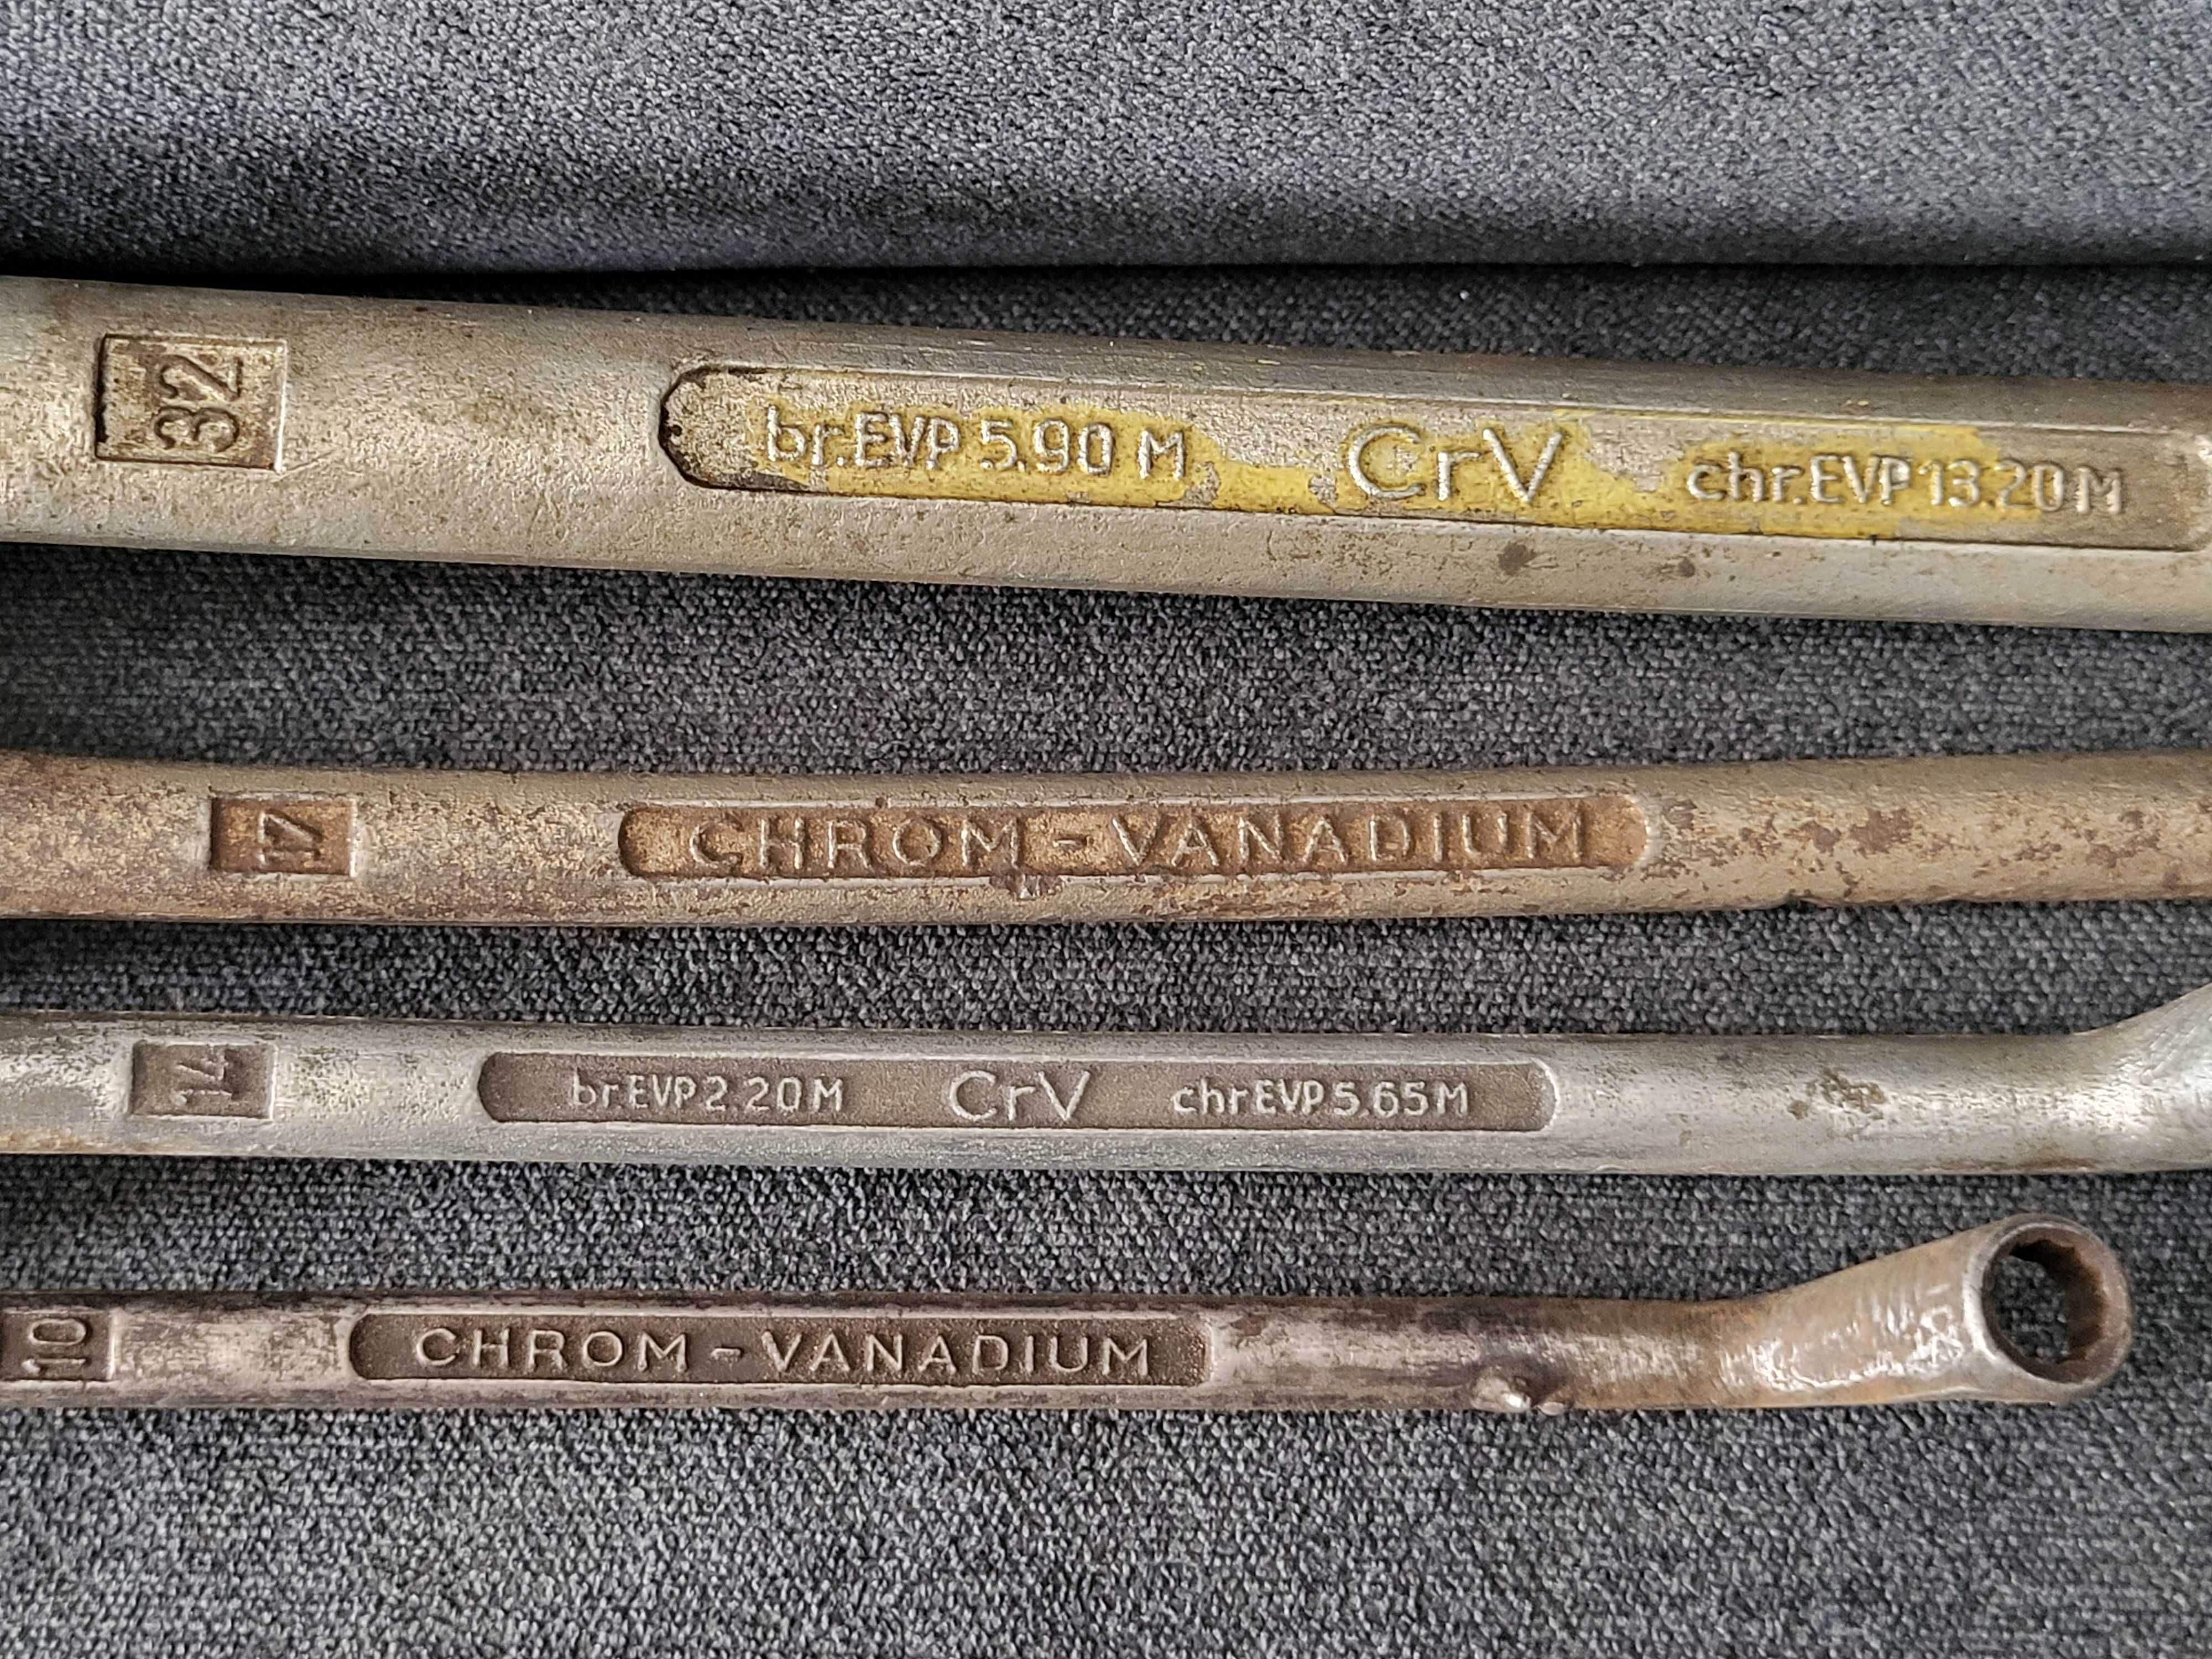 32 br.EVP 5.90 M CrV chr.EVP 13.20 M
17 CHROM-VANADIUM
14 br.EVP 2.20 M CrV chr.EVP 5.65 M
10 CHROM-VANADIUM